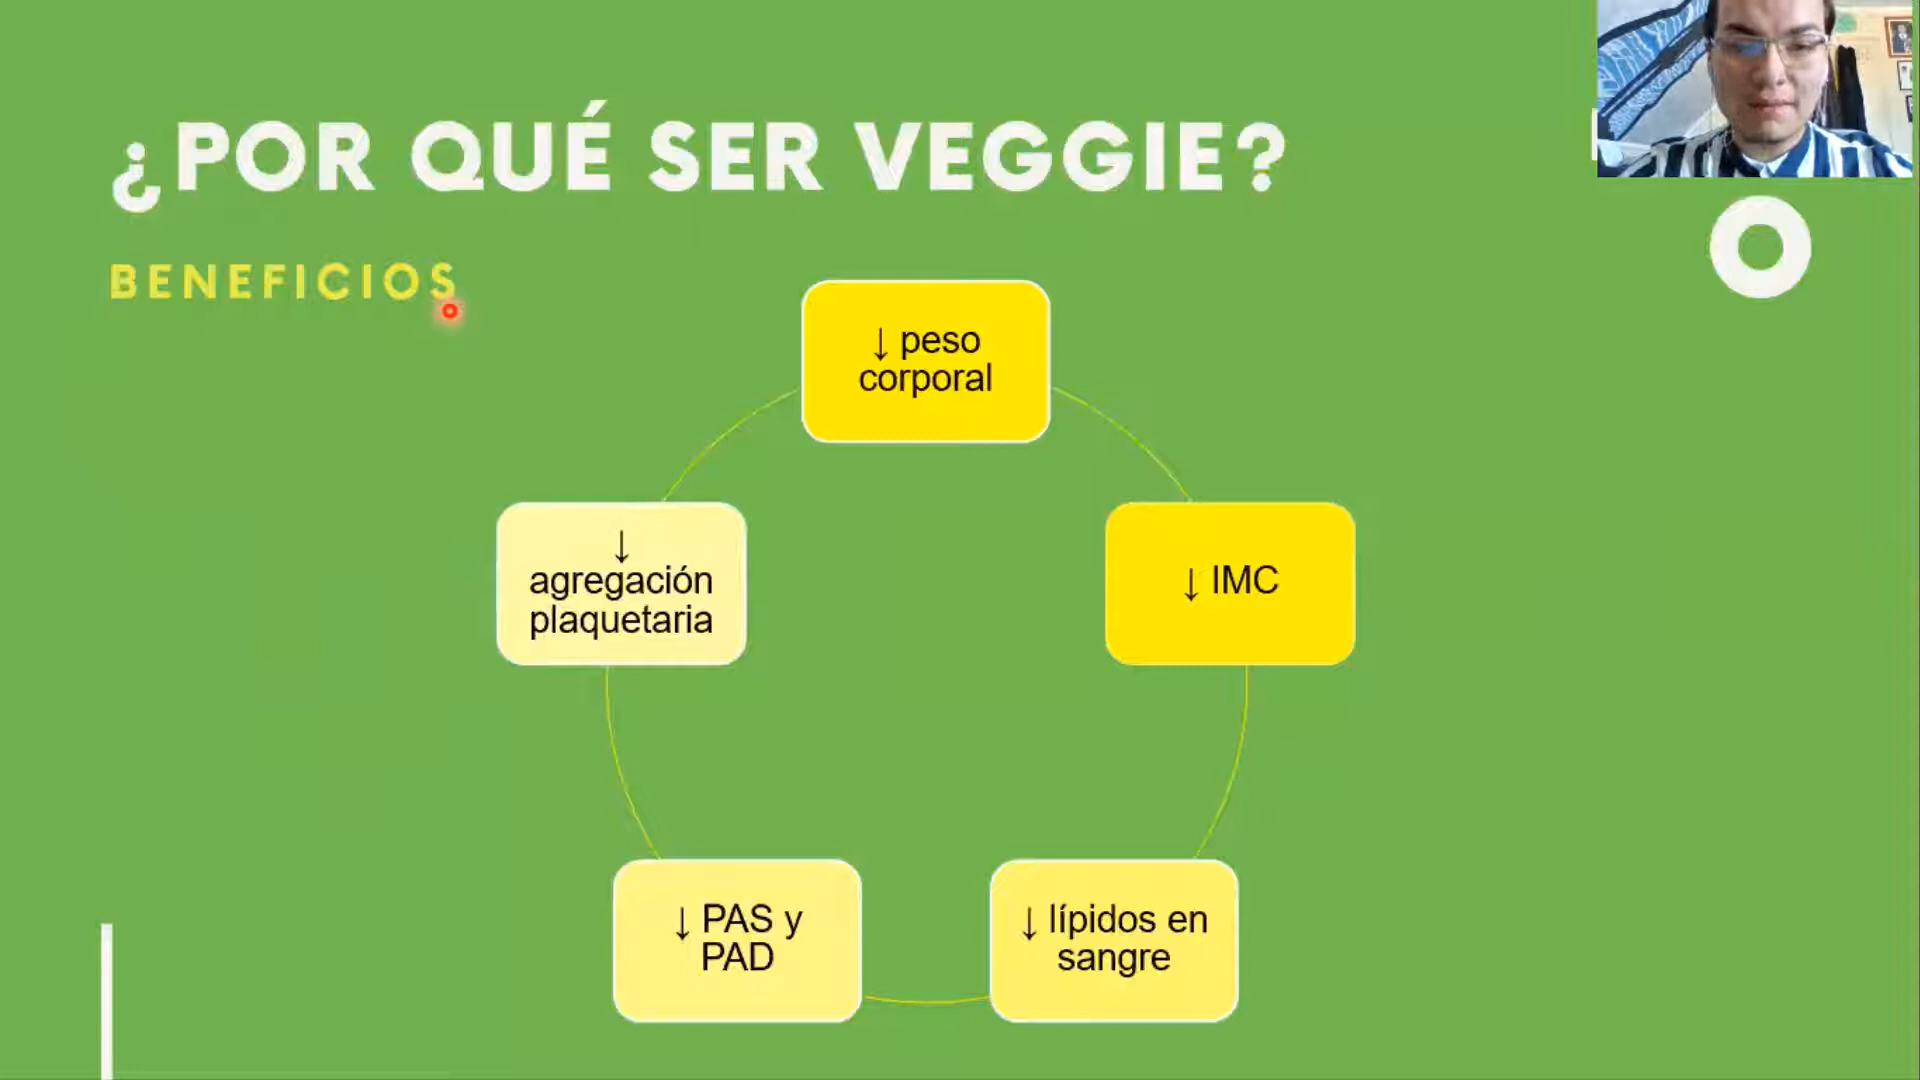 ¿POR QUÉ SER VEGGIE?
BENEFICIOS
↓ peso
corporal
↓ IMC
↓ lípidos en
sangre
↓ PAS y
PAD
↓
agregación
plaquetaria